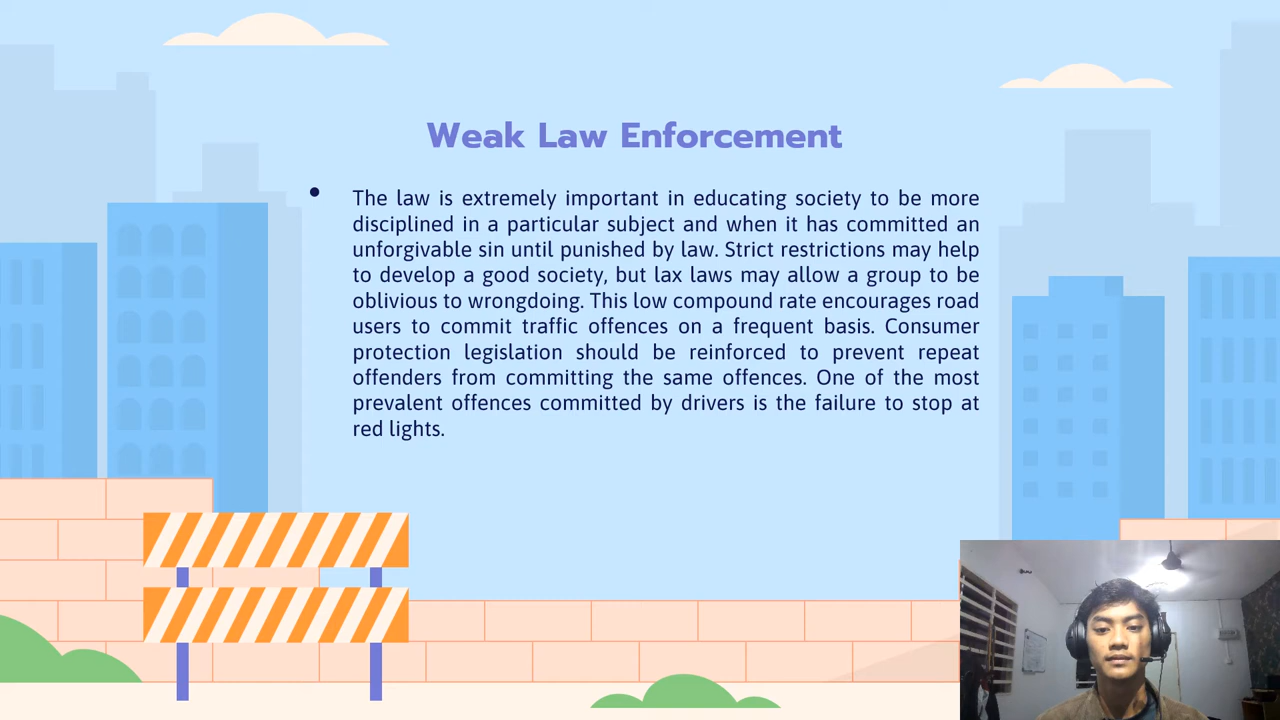 Weak Law Enforcement
• The law is extremely important in educating society to be more
disciplined in a particular subject and when it has committed an
unforgivable sin until punished by law. Strict restrictions may help
to develop a good society, but lax laws may allow a group to be
oblivious to wrongdoing. This low compound rate encourages road
users to commit traffic offences on a frequent basis. Consumer
protection legislation should be reinforced to prevent repeat
offenders from committing the same offences. One of the most
prevalent offences committed by drivers is the failure to stop at
red lights.